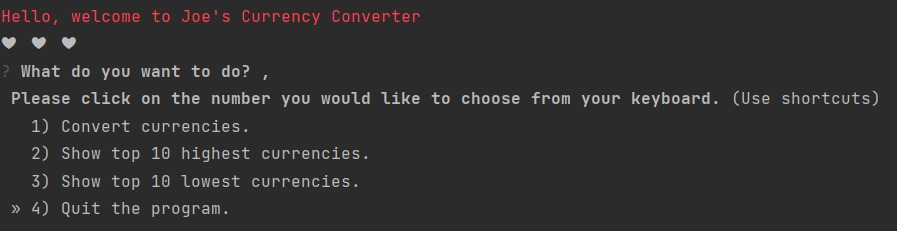 Hello, welcome to Joe's Currency Converter
♥ ♥ ♥
? What do you want to do? ,
Please click on the number you would like to choose from your keyboard. (Use shortcuts)
1) Convert currencies.
2) Show top 10 highest currencies.
3) Show top 10 lowest currencies.
» 4) Quit the program.